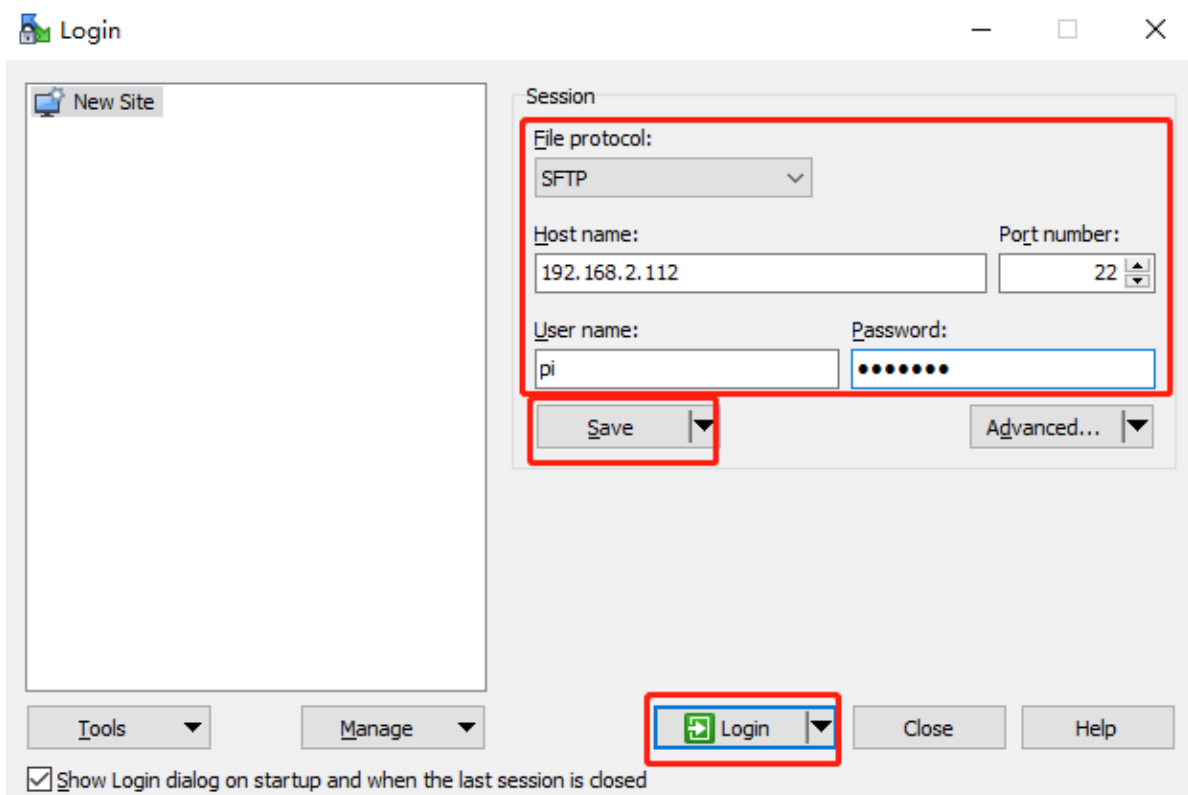 Login
New Site
Session
File protocol:
SFTP
Host name:
Port number:
192.168.2.112
22
User name:
Password:
pi
•••••••
Save
Advanced...
Tools
Manage
Login
Close
Help
Show Login dialog on startup and when the last session is closed